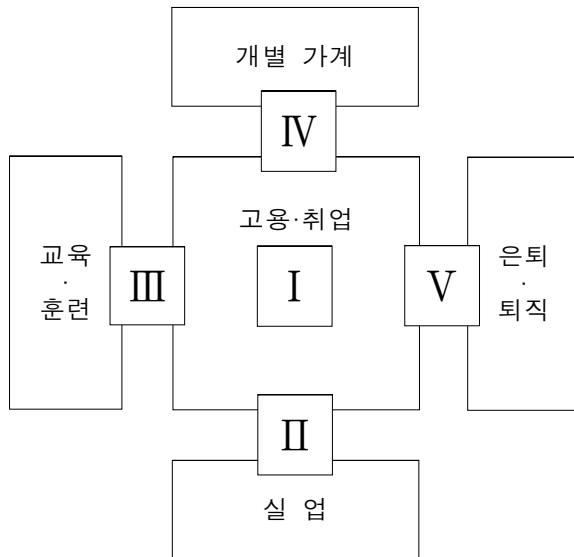 개별 가계
Ⅳ
고용·취업
교육
·
훈련
Ⅲ
Ⅰ
Ⅴ
은퇴
·
퇴직
Ⅱ
실 업